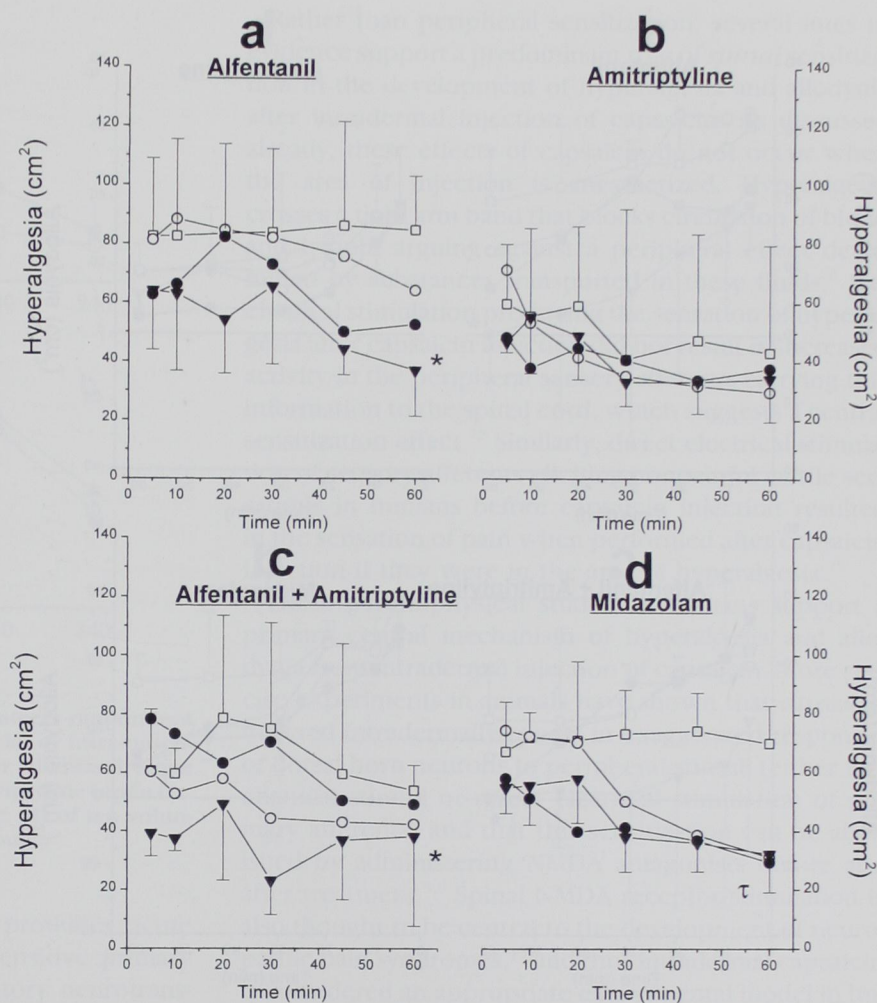 a
Alfentanil
Hyperalgesia (cm²)
140
120
100
80
60
40
20
0
*
0 10 20 30 40 50 60
Time (min)
b
Amitriptyline
Hyperalgesia (cm²)
140
120
100
80
60
40
20
0
0 10 20 30 40 50 60
Time (min)
c
Alfentanil + Amitriptyline
Hyperalgesia (cm²)
140
120
100
80
60
40
20
0
*
0 10 20 30 40 50 60
Time (min)
d
Midazolam
Hyperalgesia (cm²)
140
120
100
80
60
40
20
0
τ
0 10 20 30 40 50 60
Time (min)